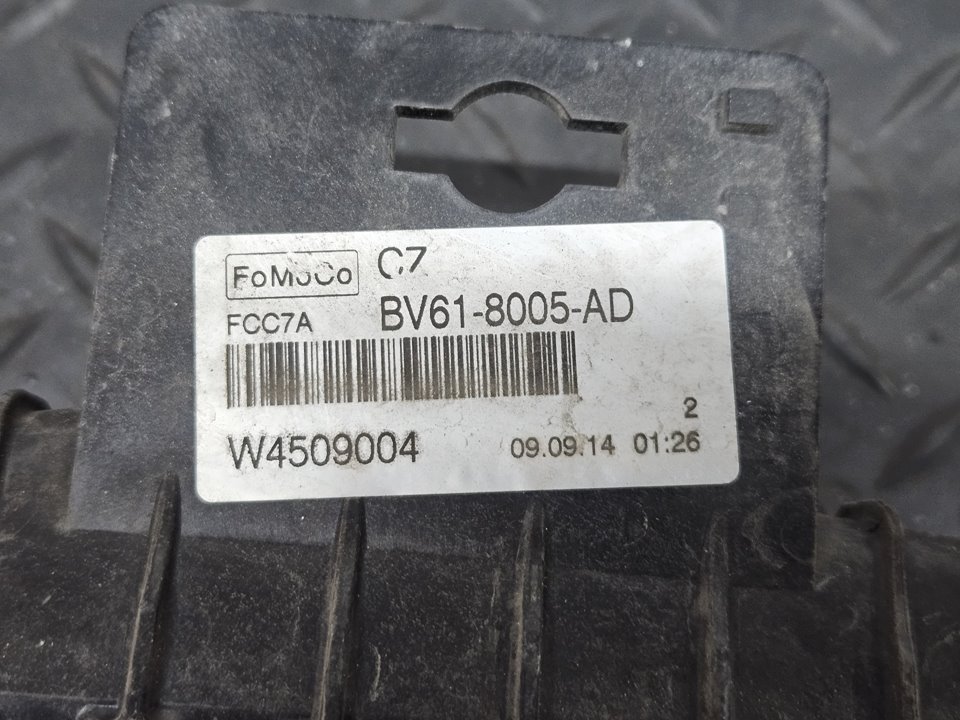 FoMoCo C7
FCC7A BV61-8005-AD
2
W4509004 09.09.14 01:26